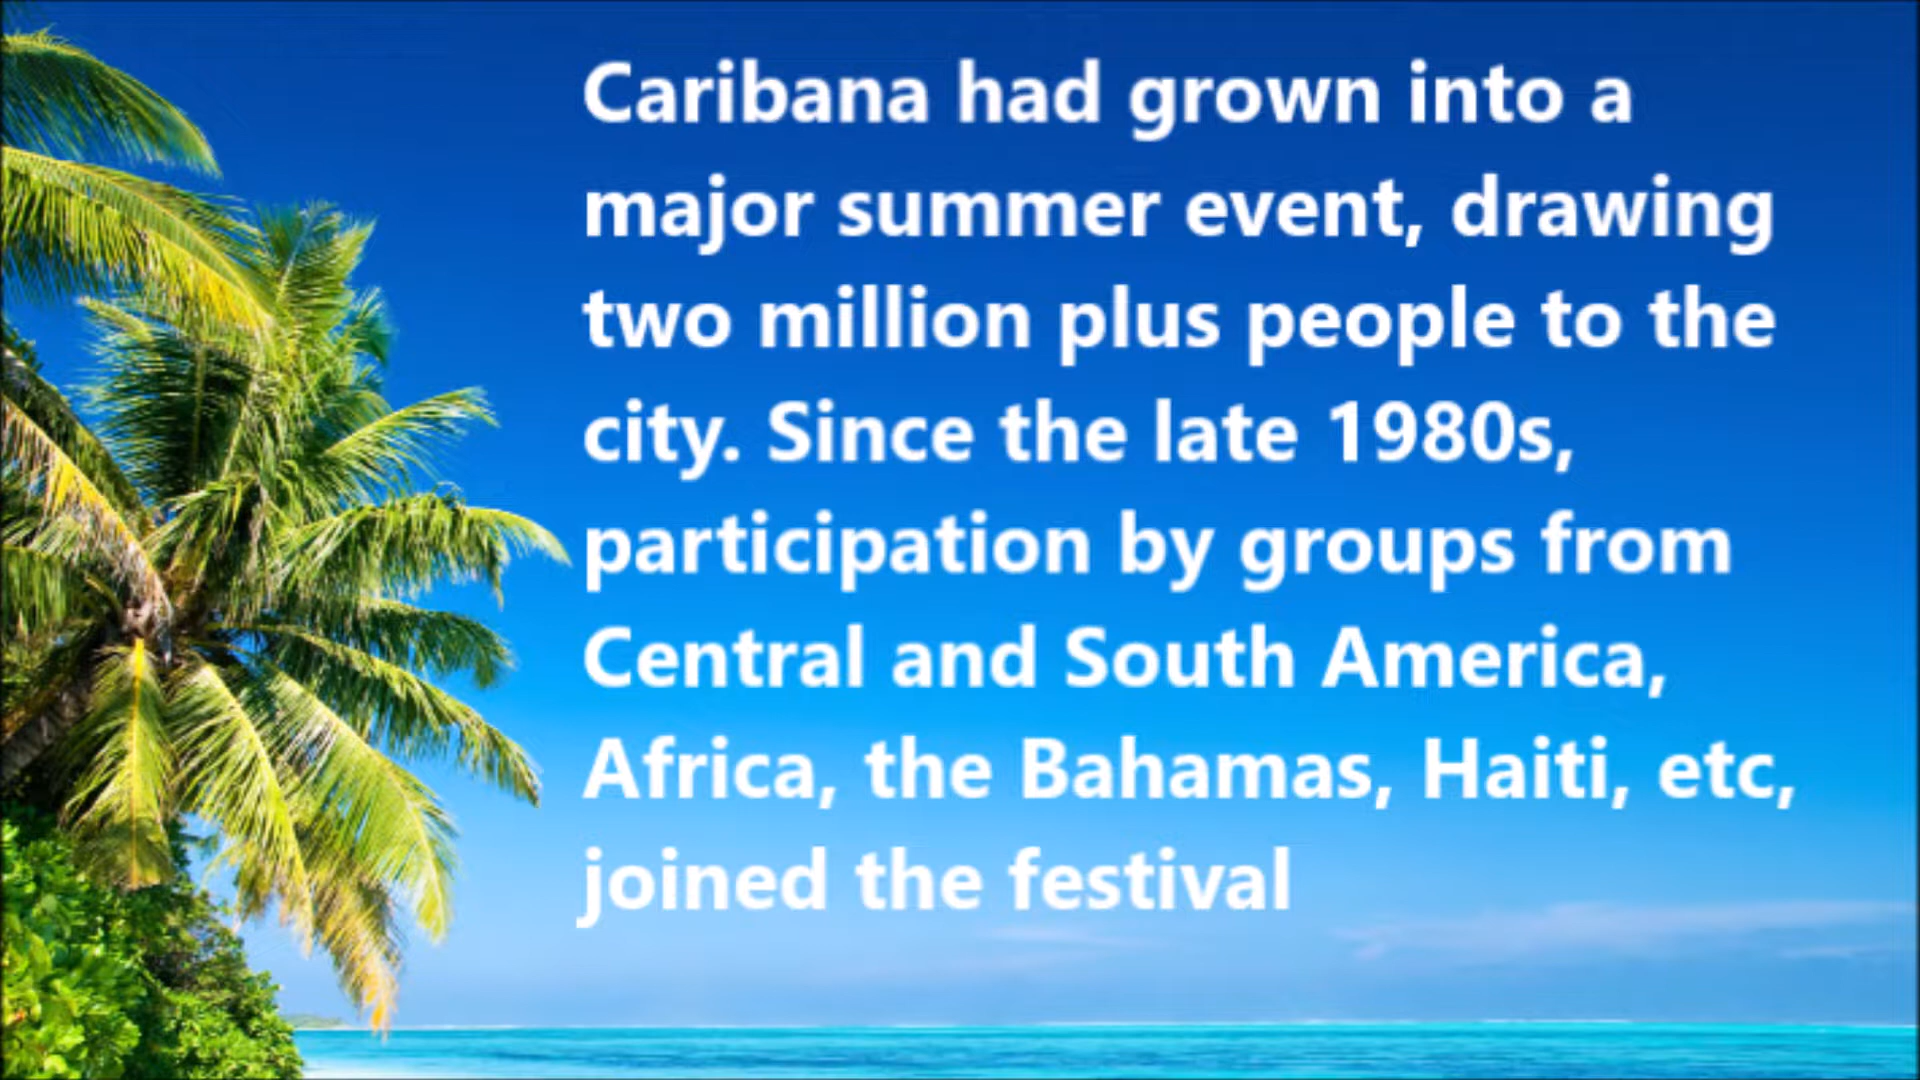 Caribana had grown into a
major summer event, drawing
two million plus people to the
city. Since the late 1980s,
participation by groups from
Central and South America,
Africa, the Bahamas, Haiti, etc,
joined the festival